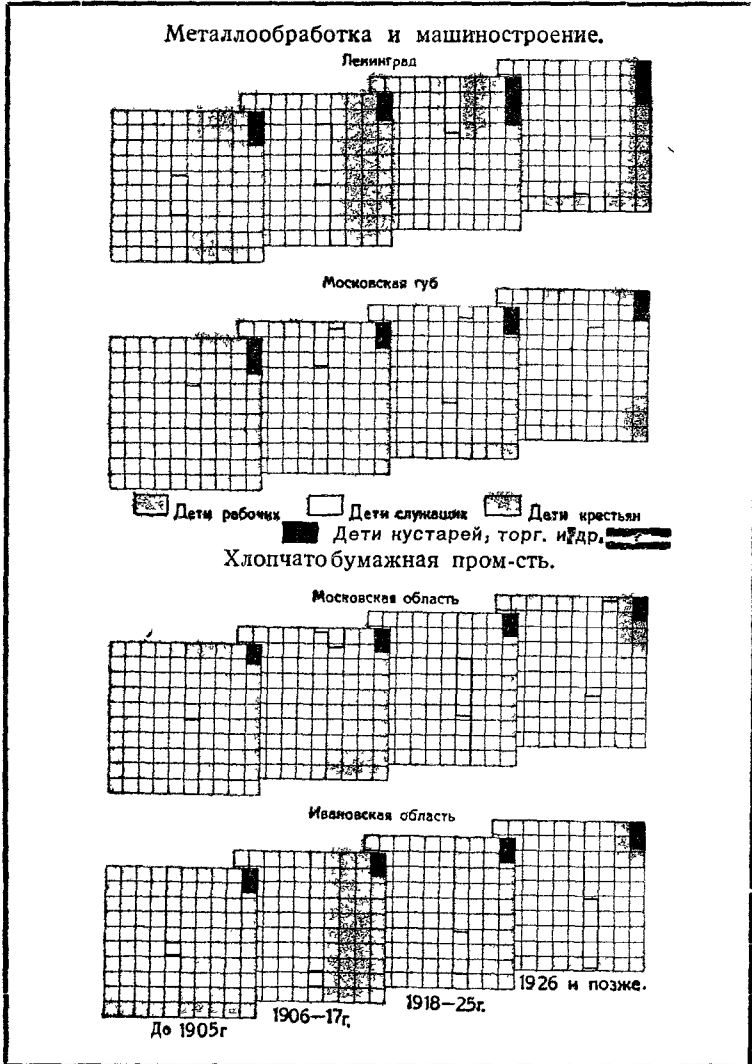 Металлообработка и машиностроение.
Ленинград
Московская губ
Дети рабочих Дети служащих Дети крестьян
Дети кустарей, торг. и др.
Хлопчатобумажная пром-сть.
Московская область
Ивановская область
До 1905г
1906—17г.
1918—25г.
1926 и позже.